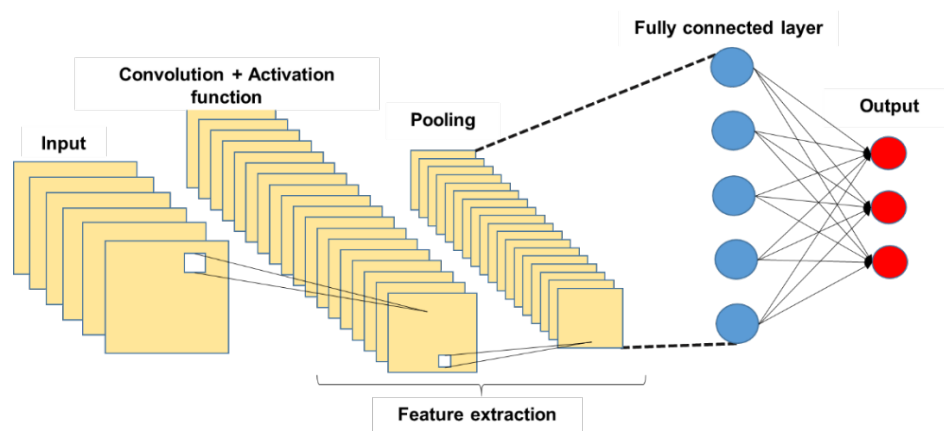 Fully connected layer
Convolution + Activation
function
Output
Pooling
Input
Feature extraction